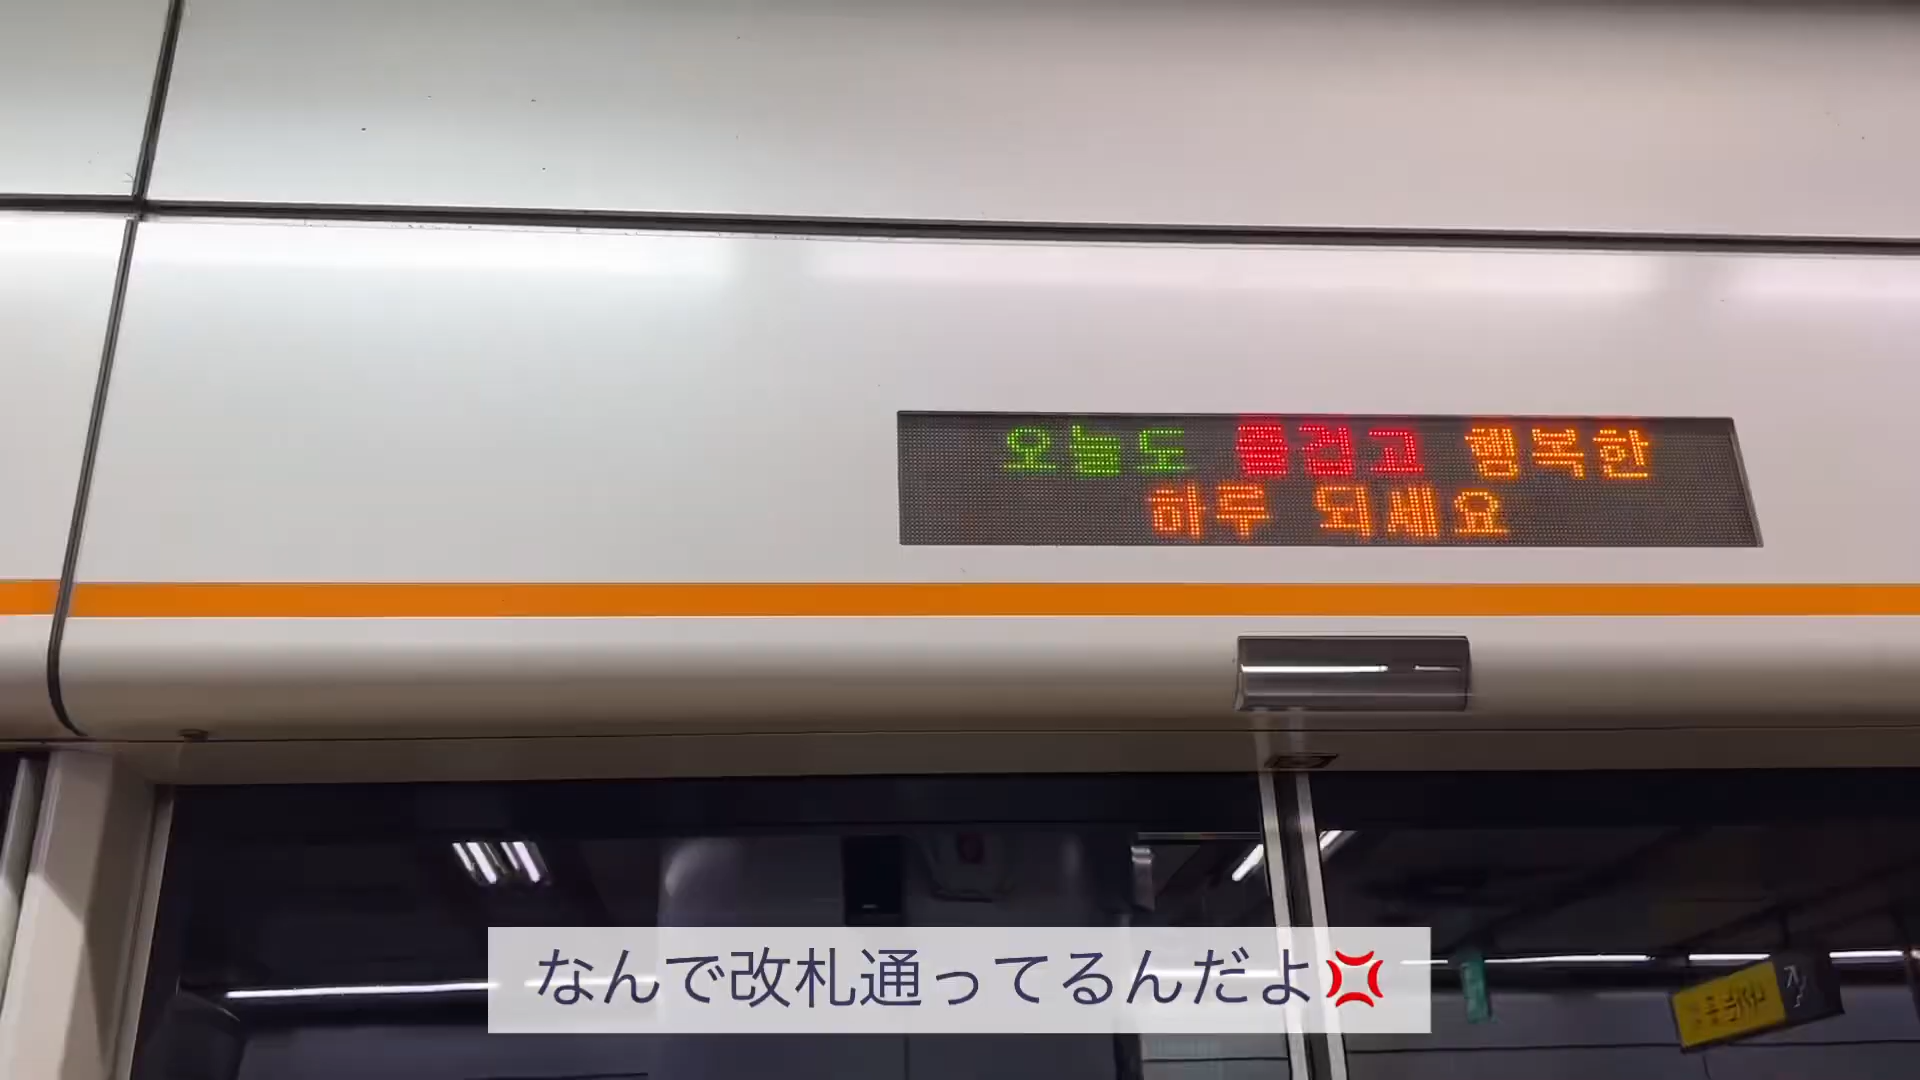 오늘도 즐겁고 행복한
하루 되세요
なんで改札通ってるんだよ💢